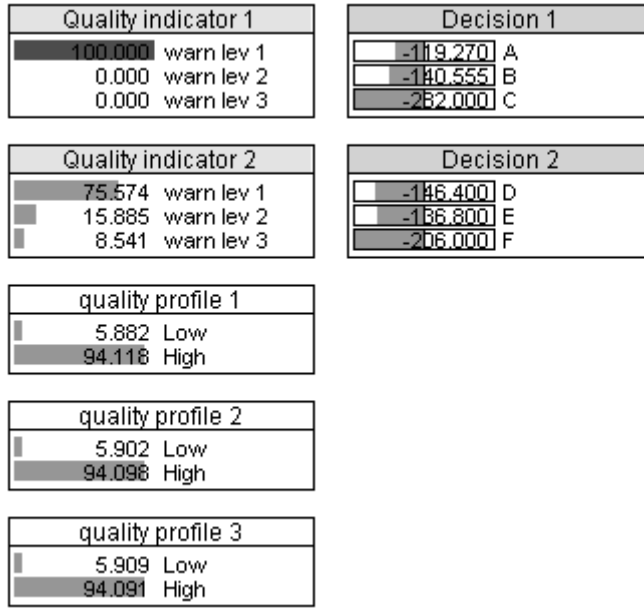 Quality indicator 1
100.000 warn lev 1
0.000 warn lev 2
0.000 warn lev 3
Decision 1
-119.270 A
-140.555 B
-282.000 C
Quality indicator 2
75.574 warn lev 1
15.885 warn lev 2
8.541 warn lev 3
Decision 2
-146.400 D
-136.800 E
-206.000 F
quality profile 1
5.882 Low
94.118 High
quality profile 2
5.902 Low
94.098 High
quality profile 3
5.909 Low
94.091 High